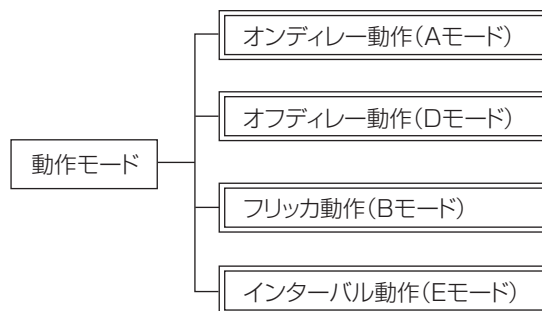 オンディレー動作(Aモード)
オフディレー動作(Dモード)
動作モード
フリッカ動作(Bモード)
インターバル動作(Eモード)